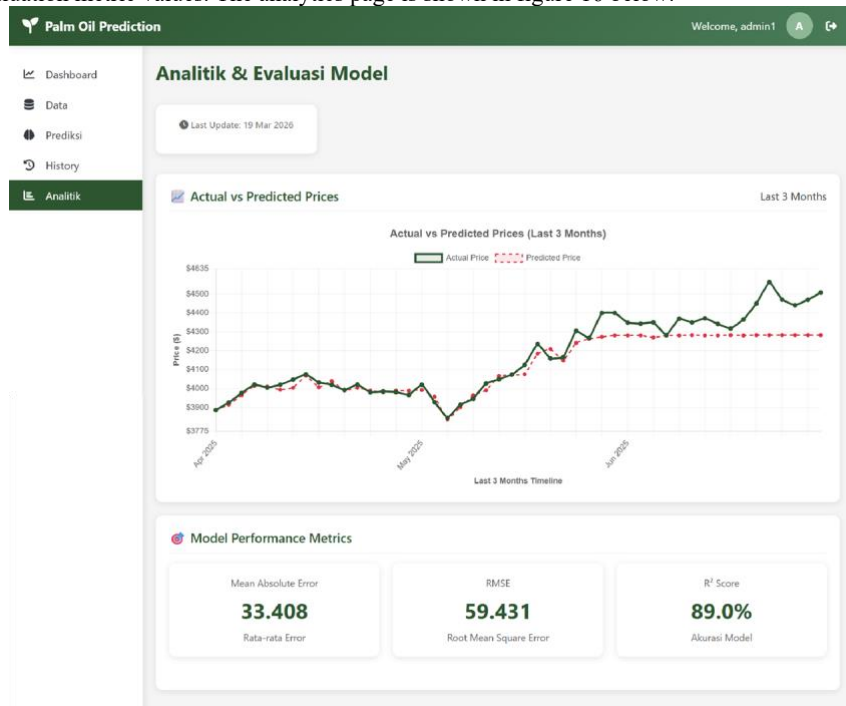 uation metric values. The analytics page is shown in figure 10 below.
Palm Oil Prediction
Welcome, admin1
A
Dashboard
Data
Prediksi
History
Analitik
Analitik & Evaluasi Model
Last Update: 19 Mar 2026
Actual vs Predicted Prices
Last 3 Months
Actual vs Predicted Prices (Last 3 Months)
Actual Price
Predicted Price
Price ($)
$4635
$4500
$4400
$4300
$4200
$4100
$4000
$3900
$3775
Apr 2025
May 2025
Jun 2025
Last 3 Months Timeline
Model Performance Metrics
Mean Absolute Error
33.408
Rata-rata Error
RMSE
59.431
Root Mean Square Error
R² Score
89.0%
Akurasi Model